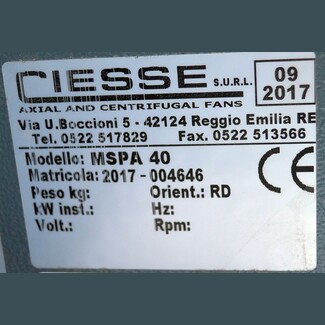 CIESSE S.U.R.L.
AXIAL AND CENTRIFUGAL FANS
09
2017
Via U.Boccioni 5 - 42124 Reggio Emilia RE
Tel. 0522 517829 Fax. 0522 513566
Modello: MSPA 40
Matricola: 2017 - 004646
Peso kg: Orient.: RD
kW inst.: Hz:
Volt.: Rpm:
CE